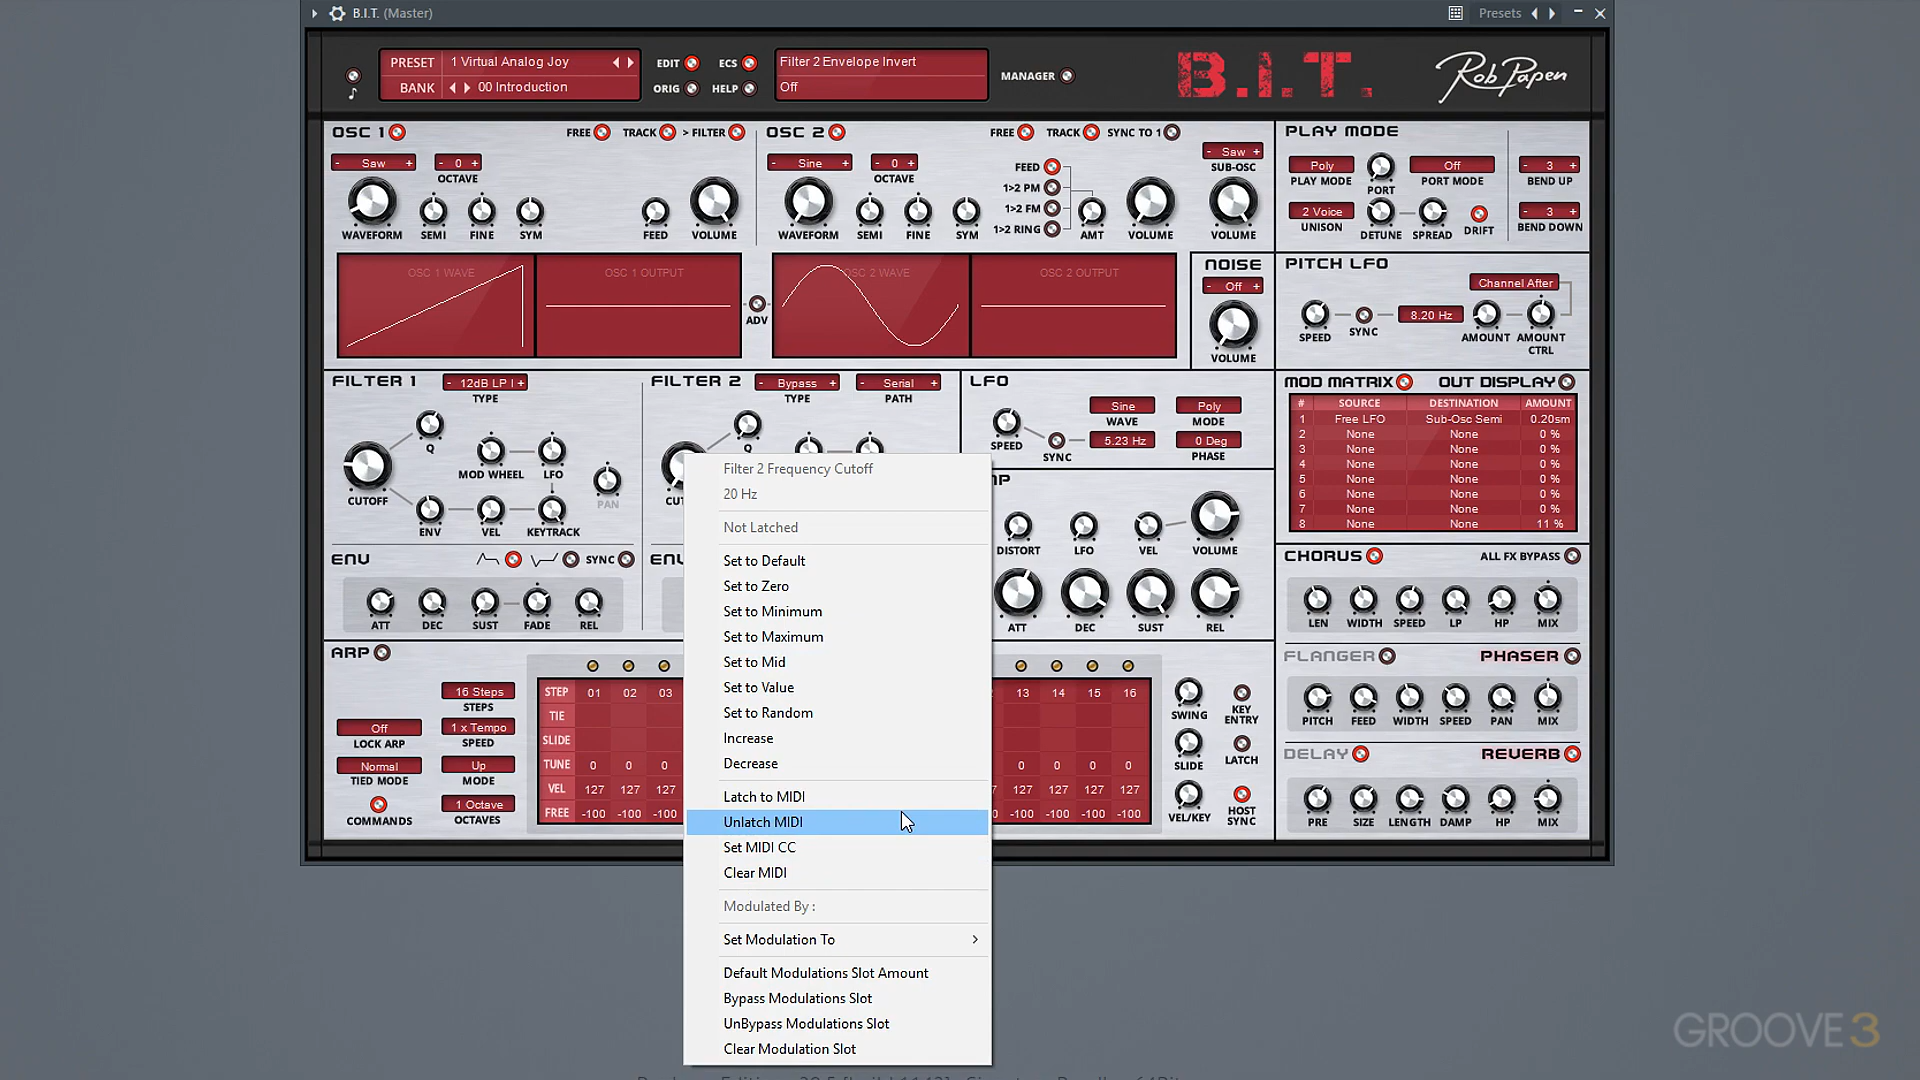 B.I.T. (Master)
Presets
PRESET 1 Virtual Analog Joy
BANK 00 Introduction
EDIT ECS
ORIG HELP
Filter 2 Envelope Invert
Off
MANAGER
B.I.T.
Rob Papen
OSC 1 FREE TRACK > FILTER
- Saw +
- 0 +
OCTAVE
WAVEFORM SEMI FINE SYM FEED VOLUME
OSC 2 FREE TRACK SYNC TO 1
- Sine +
- 0 +
OCTAVE
FEED
1>2 PM
1>2 FM
1>2 RING
- Saw +
SUB-OSC
WAVEFORM SEMI FINE SYM AMT VOLUME VOLUME
PLAY MODE
Poly
PLAY MODE
PORT
Off
PORT MODE
- 3 +
BEND UP
2 Voice
UNISON
DETUNE SPREAD DRIFT
- 3 +
BEND DOWN
OSC 1 WAVE
OSC 1 OUTPUT
ADV
OSC 2 WAVE
OSC 2 OUTPUT
NOISE
- Off +
VOLUME
PITCH LFO
Channel After
SPEED SYNC 8.20 Hz AMOUNT AMOUNT
CTRL
FILTER 1
- 12dB LP I +
TYPE
Q
MOD WHEEL LFO
CUTOFF
PAN
ENV VEL KEYTRACK
FILTER 2
- Bypass +
TYPE
- Serial +
PATH
Q
LFO
SPEED SYNC
Sine
WAVE
5.23 Hz
Poly
MODE
0 Deg
PHASE
MOD MATRIX OUT DISPLAY
# SOURCE DESTINATION AMOUNT
1 Free LFO Sub-Osc Semi 0.20sm
2 None None 0 %
3 None None 0 %
4 None None 0 %
5 None None 0 %
6 None None 0 %
7 None None 0 %
8 None None 11 %
ENV SYNC
ATT DEC SUST FADE REL
DISTORT LFO VEL VOLUME
ATT DEC SUST REL
CHORUS ALL FX BYPASS
LEN WIDTH SPEED LP HP MIX
FLANGER PHASER
PITCH FEED WIDTH SPEED PAN MIX
DELAY REVERB
PRE SIZE LENGTH DAMP HP MIX
ARP
Off
LOCK ARP
Normal
TIED MODE
COMMANDS
16 Steps
STEPS
1 x Tempo
SPEED
Up
MODE
1 Octave
OCTAVES
STEP 01 02 03 13 14 15 16
TIE
SLIDE
TUNE 0 0 0 0 0 0 0
VEL 127 127 127 127 127 127 127
FREE -100 -100 -100 -100 -100 -100 -100
SWING
SLIDE
VEL/KEY
KEY
ENTRY
LATCH
HOST
SYNC
Filter 2 Frequency Cutoff
20 Hz
Not Latched
Set to Default
Set to Zero
Set to Minimum
Set to Maximum
Set to Mid
Set to Value
Set to Random
Increase
Decrease
Latch to MIDI
Unlatch MIDI
Set MIDI CC
Clear MIDI
Modulated By :
Set Modulation To
Default Modulations Slot Amount
Bypass Modulations Slot
UnBypass Modulations Slot
Clear Modulation Slot
GROOVE 3